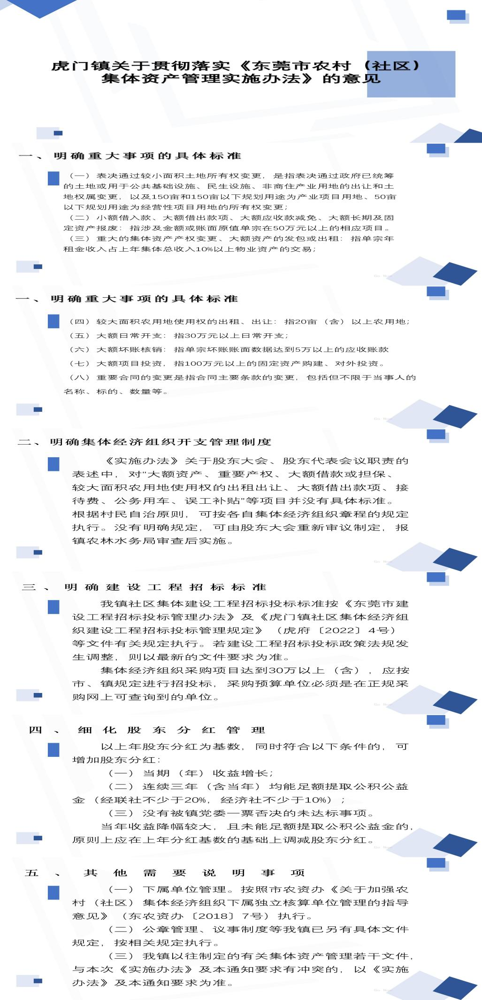 虎门镇关于贯彻落实《东莞市农村（社区）
集体资产管理实施办法》的意见
一、明确重大事项的具体标准
（一）表决通过较小面积土地所有权变更，是指表决通过政府已统筹
的土地或用于公共基础设施、民生设施、非商住产业用地的出让和土
地权属变更，以及150亩和150亩以下规划用途为产业项目用地、50亩
以下规划用途为经营性项目用地的所有权变更；
（二）小额借入款、大额借出款项、大额应收款减免、大额长期及固
定资产报废：指涉及金额或账面原值单宗在50万元以上的相应项目。
（三）重大的集体资产产权变更、大额资产的发包或出租：指单宗年
租金收入占上年集体总收入10%以上物业资产的交易；
Go Now
一、明确重大事项的具体标准
（四）较大面积农用地使用权的出租、出让：指20亩（含）以上农用地；
（五）大额日常开支：指30万元以上日常开支；
（六）大额坏账核销：指单宗坏账账面数据达到5万以上的应收账款
（七）大额项目投资，指100万元以上的固定资产购建、对外投资。
（八）重要合同的变更是指合同主要条款的变更，包括但不限于当事人的
名称、标的、数量等。
Go Now
二、明确集体经济组织开支管理制度
《实施办法》关于股东大会、股东代表会议职责的
表述中，对“大额资产、重要产权、大额借款或担保、
较大面积农用地使用权的出租出让、大额借出款项、接
待费、公务用车、误工补贴”等项目并没有具体标准。
根据村民自治原则，可按各自集体经济组织章程的规定
执行。没有明确规定，可由股东大会重新审议制定，报
镇农林水务局审查后实施。
Go Now
三、明确建设工程招标标准
我镇社区集体建设工程招标投标标准按《东莞市建
设工程招标投标管理办法》及《虎门镇社区集体经济组
织建设工程招标投标管理规定》（虎府〔2022〕4号）
等文件有关规定执行。若建设工程招标投标政策法规发
生调整，则以最新的文件要求为准。
集体经济组织采购项目达到30万以上（含），应按
市、镇规定进行招投标，采购预算单位必须是在正规采
购网上可查询到的单位。
Go Now
四、细化股东分红管理
以上年股东分红为基数，同时符合以下条件的，可
增加股东分红：
（一）当期（年）收益增长；
（二）连续三年（含当年）均能足额提取公积公益
金（经联社不少于20%，经济社不少于10%）；
（三）没有被镇党委一票否决的未达标事项。
当年收益降幅较大，且未能足额提取公积公益金的，
原则上应在上年分红基数的基础上调减股东分红。
Go Now
五、其他需要说明事项
（一）下属单位管理。按照市农资办《关于加强农
村（社区）集体经济组织下属独立核算单位管理的指导
意见》（东农资办〔2018〕7号）执行。
（二）公章管理、议事制度等我镇已另有具体文件
规定，按相关规定执行。
（三）我镇以往制定的有关集体资产管理若干文件，
与本次《实施办法》及本通知要求有冲突的，以《实施
办法》及本通知要求为准。
Go Now